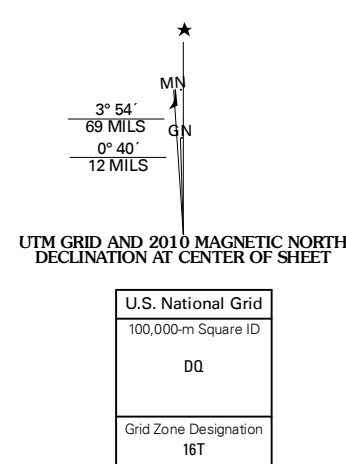 MN
3° 54´
69 MILS
GN
0° 40´
12 MILS
UTM GRID AND 2010 MAGNETIC NORTH
DECLINATION AT CENTER OF SHEET
U.S. National Grid
100,000-m Square ID
DQ
Grid Zone Designation
16T